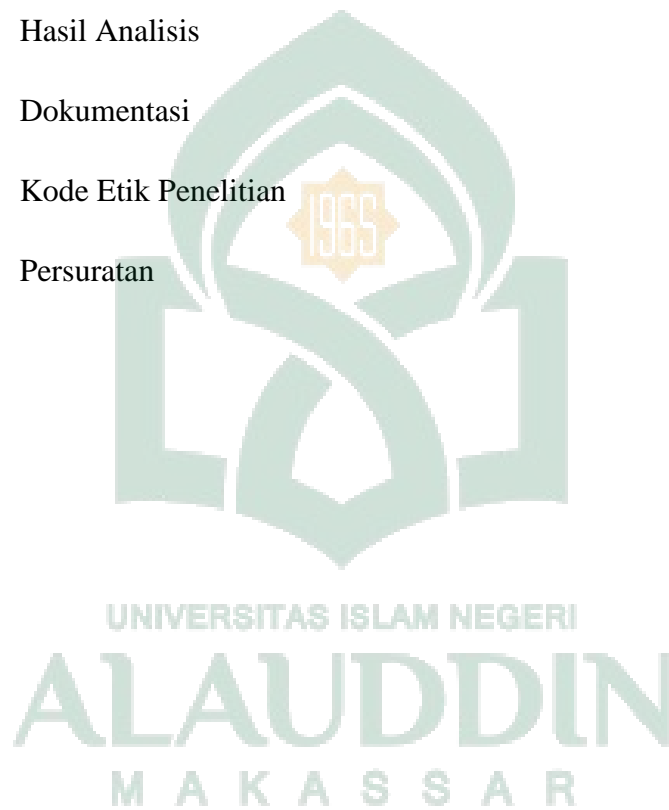 Hasil Analisis
Dokumentasi
Kode Etik Penelitian
1965
Persuratan
UNIVERSITAS ISLAM NEGERI
ALAUDDIN
MAKASSAR